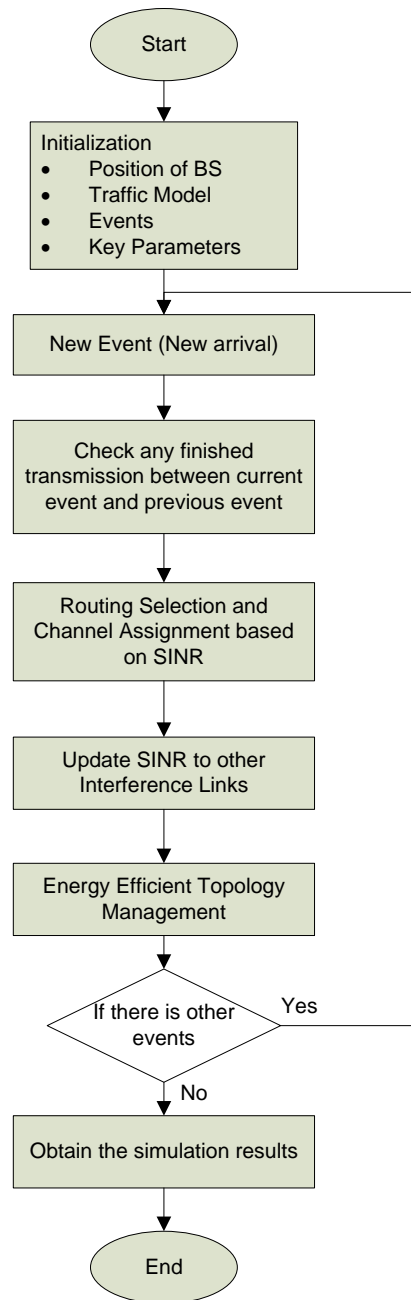 Start
Initialization
• Position of BS
• Traffic Model
• Events
• Key Parameters
New Event (New arrival)
Check any finished
transmission between current
event and previous event
Routing Selection and
Channel Assignment based
on SINR
Update SINR to other
Interference Links
Energy Efficient Topology
Management
If there is other
events
Yes
No
Obtain the simulation results
End